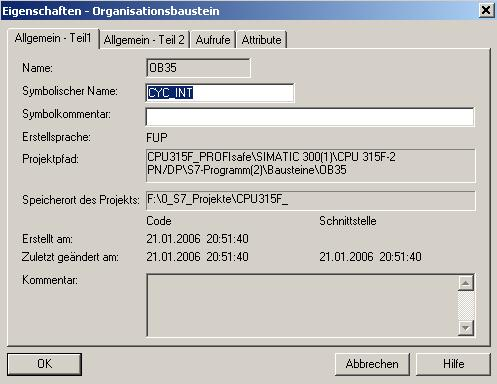 Eigenschaften - Organisationsbaustein
Allgemein - Teil1 Allgemein - Teil 2 Aufrufe Attribute
Name: OB35
Symbolischer Name: CYC_INT
Symbolkommentar:
Erstellsprache: FUP
Projektpfad: CPU315F_PROFIsafe\SIMATIC 300(1)\CPU 315F-2
PN/DP\S7-Programm(2)\Bausteine\OB35
Speicherort des Projekts: F:\0_S7_Projekte\CPU315F_
Code Schnittstelle
Erstellt am: 21.01.2006 20:51:40
Zuletzt geändert am: 21.01.2006 20:51:40 21.01.2006 20:51:40
Kommentar:
OK Abbrechen Hilfe